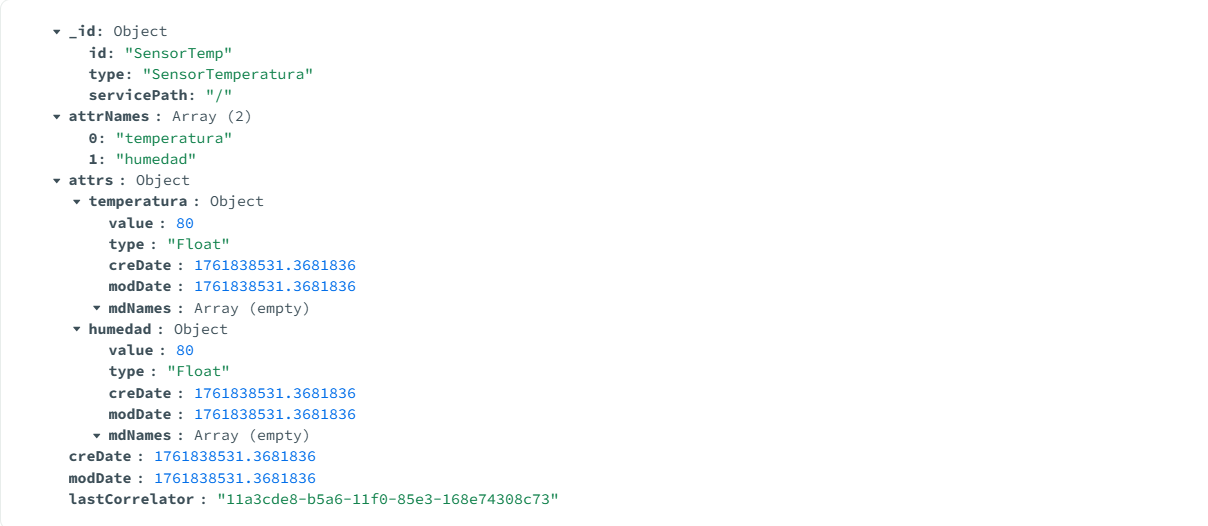 _id: Object
id: "SensorTemp"
type: "SensorTemperatura"
servicePath: "/"
attrNames : Array (2)
0: "temperatura"
1: "humedad"
attrs : Object
temperatura : Object
value : 80
type : "Float"
creDate : 1761838531.3681836
modDate : 1761838531.3681836
mdNames : Array (empty)
humedad : Object
value : 80
type : "Float"
creDate : 1761838531.3681836
modDate : 1761838531.3681836
mdNames : Array (empty)
creDate : 1761838531.3681836
modDate : 1761838531.3681836
lastCorrelator : "11a3cde8-b5a6-11f0-85e3-168e74308c73"